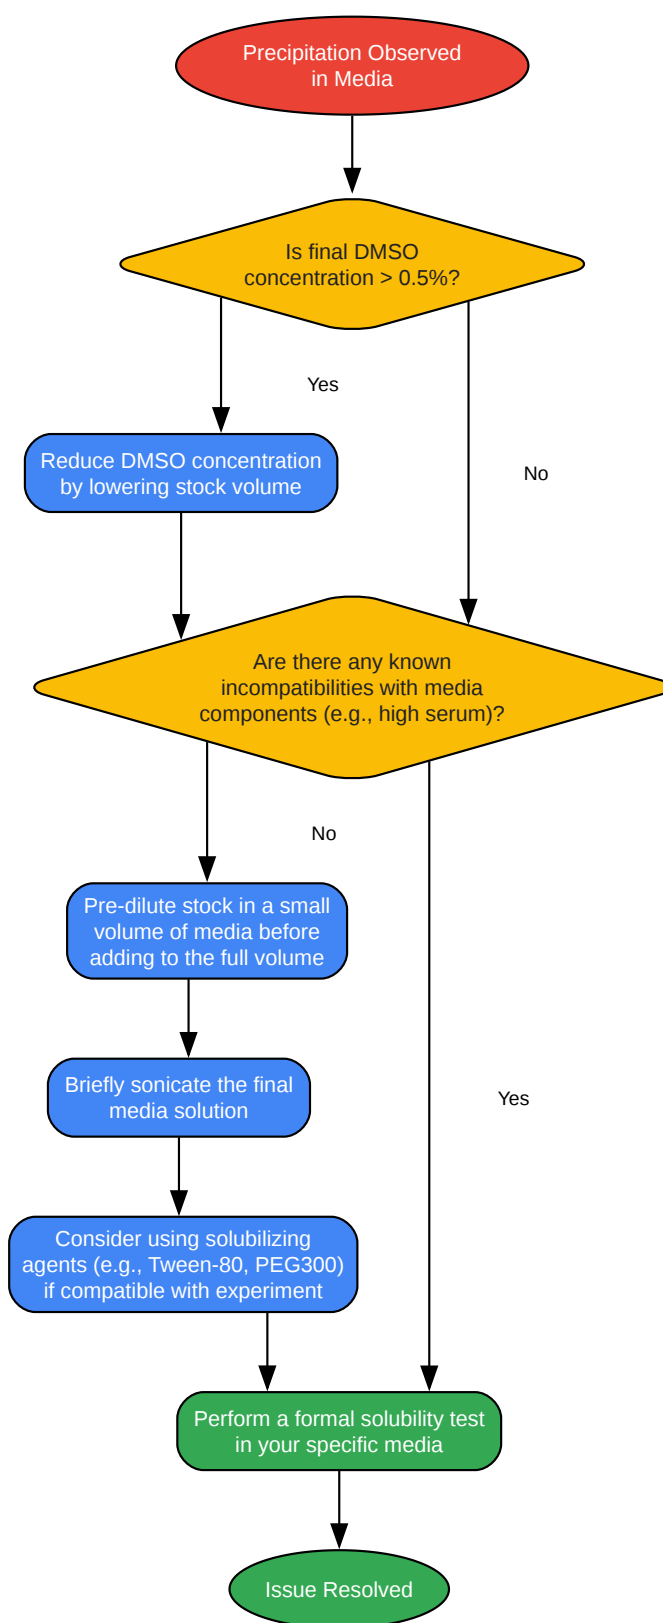 Precipitation Observed
in Media
Is final DMSO
concentration > 0.5%?
Yes
Reduce DMSO concentration
by lowering stock volume
No
Are there any known
incompatibilities with media
components (e.g., high serum)?
No
Pre-dilute stock in a small
volume of media before
adding to the full volume
Briefly sonicate the final
media solution
Yes
Consider using solubilizing
agents (e.g., Tween-80, PEG300)
if compatible with experiment
Perform a formal solubility test
in your specific media
Issue Resolved